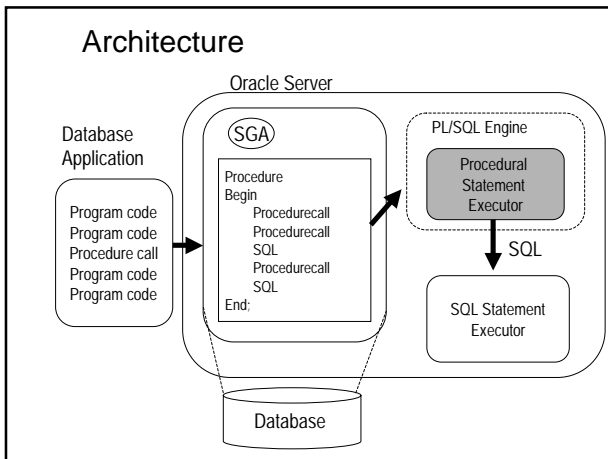 Architecture
Oracle Server
Database
Application
Program code
Program code
Procedure call
Program code
Program code
SGA
Procedure
Begin
Procedurecall
Procedurecall
SQL
Procedurecall
SQL
End;
PL/SQL Engine
Procedural
Statement
Executor
SQL
SQL Statement
Executor
Database